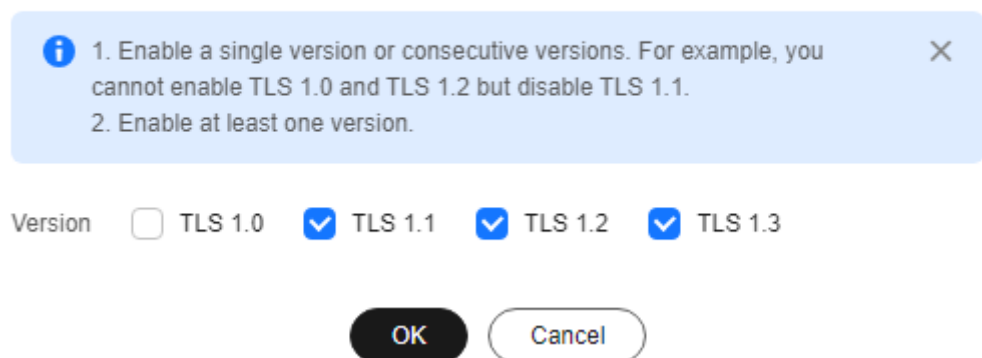 1. Enable a single version or consecutive versions. For example, you
cannot enable TLS 1.0 and TLS 1.2 but disable TLS 1.1.
2. Enable at least one version.
Version TLS 1.0 TLS 1.1 TLS 1.2 TLS 1.3
OK Cancel